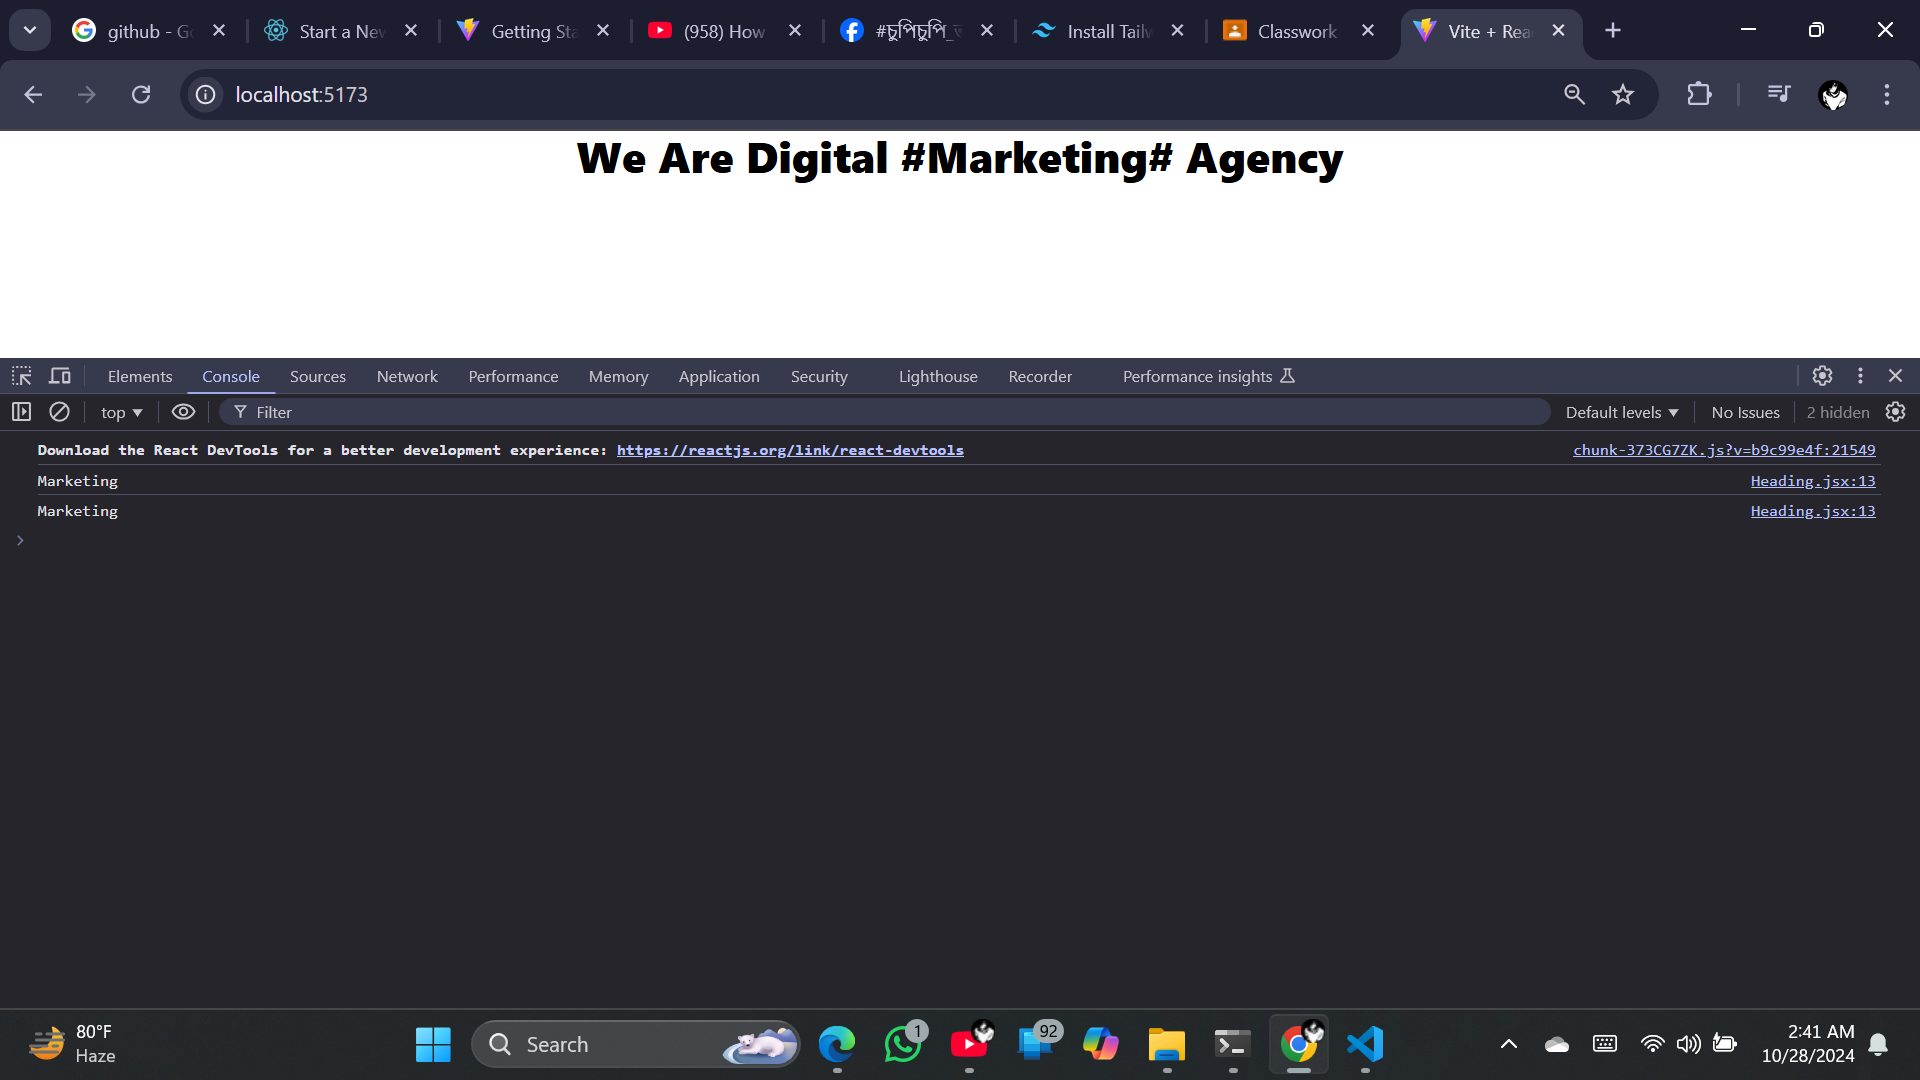 github - G
Start a Nev
Getting Sta
(958) How
#চুপিচুপি_
Install Tailv
Classwork
Vite + Rea
localhost:5173
We Are Digital #Marketing# Agency
Elements Console Sources Network Performance Memory Application Security Lighthouse Recorder Performance insights
top Filter Default levels No Issues 2 hidden
Download the React DevTools for a better development experience: https://reactjs.org/link/react-devtools chunk-373CG7ZK.js?v=b9c99e4f:21549
Marketing Heading.jsx:13
Marketing Heading.jsx:13
80°F
Haze
Search
1
92
2:41 AM
10/28/2024